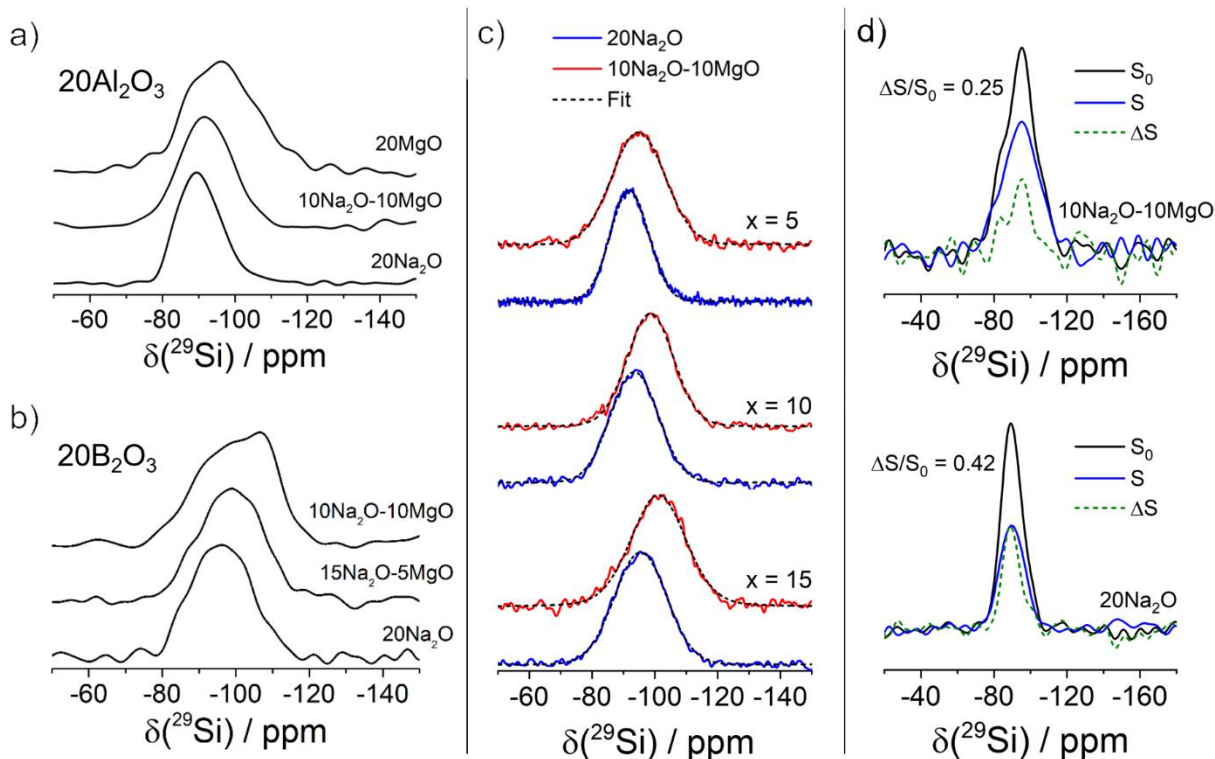 a)
20Al₂O₃
20MgO
10Na₂O-10MgO
20Na₂O
-60 -80 -100 -120 -140
δ(²⁹Si) / ppm
b)
20B₂O₃
10Na₂O-10MgO
15Na₂O-5MgO
20Na₂O
-60 -80 -100 -120 -140
δ(²⁹Si) / ppm
c)
20Na₂O
10Na₂O-10MgO
Fit
x = 5
x = 10
x = 15
-60 -80 -100 -120 -140
δ(²⁹Si) / ppm
d)
ΔS/S₀ = 0.25
S₀
S
ΔS
10Na₂O-10MgO
-40 -80 -120 -160
δ(²⁹Si) / ppm
ΔS/S₀ = 0.42
S₀
S
ΔS
20Na₂O
-40 -80 -120 -160
δ(²⁹Si) / ppm